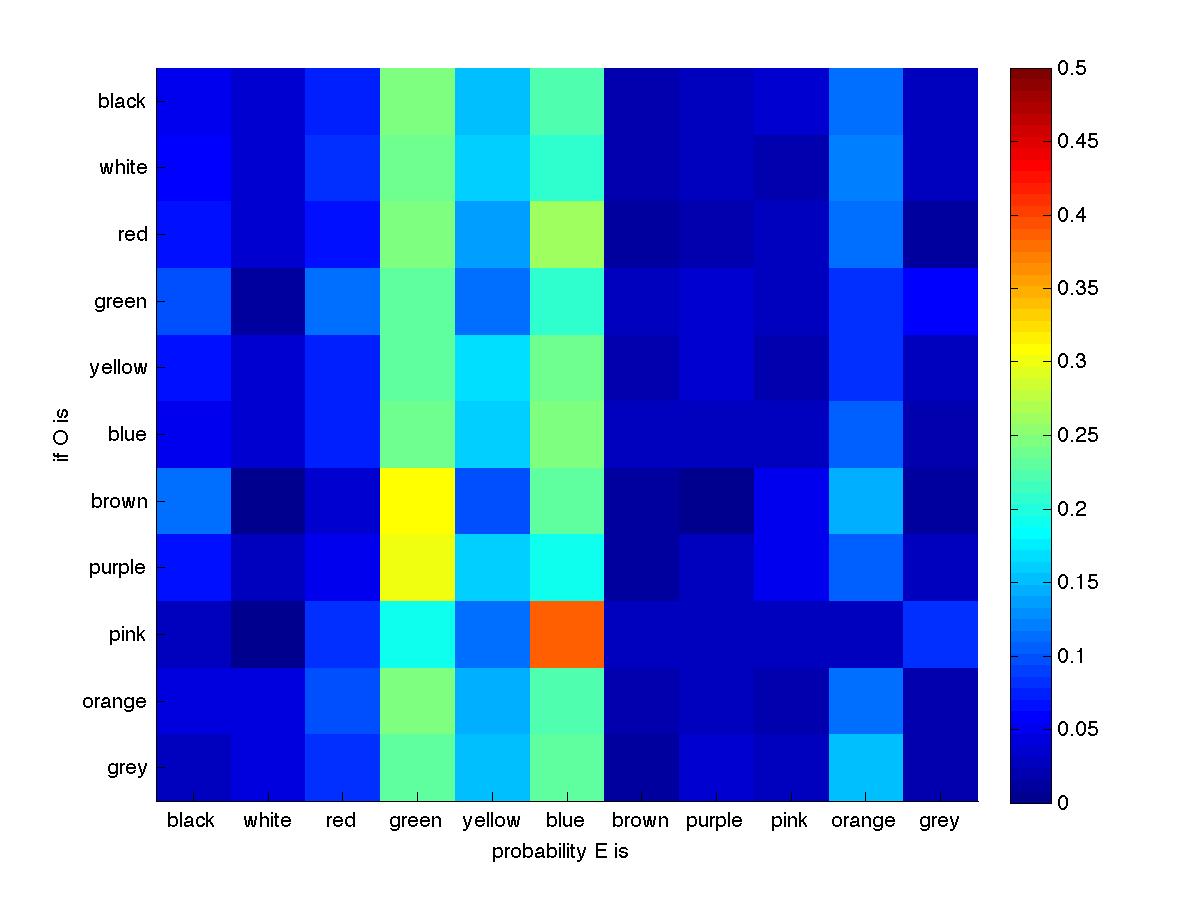 black
white
red
green
yellow
blue
brown
purple
pink
orange
grey
if O is
black white red green yellow blue brown purple pink orange grey
probability E is
0.5
0.45
0.4
0.35
0.3
0.25
0.2
0.15
0.1
0.05
0